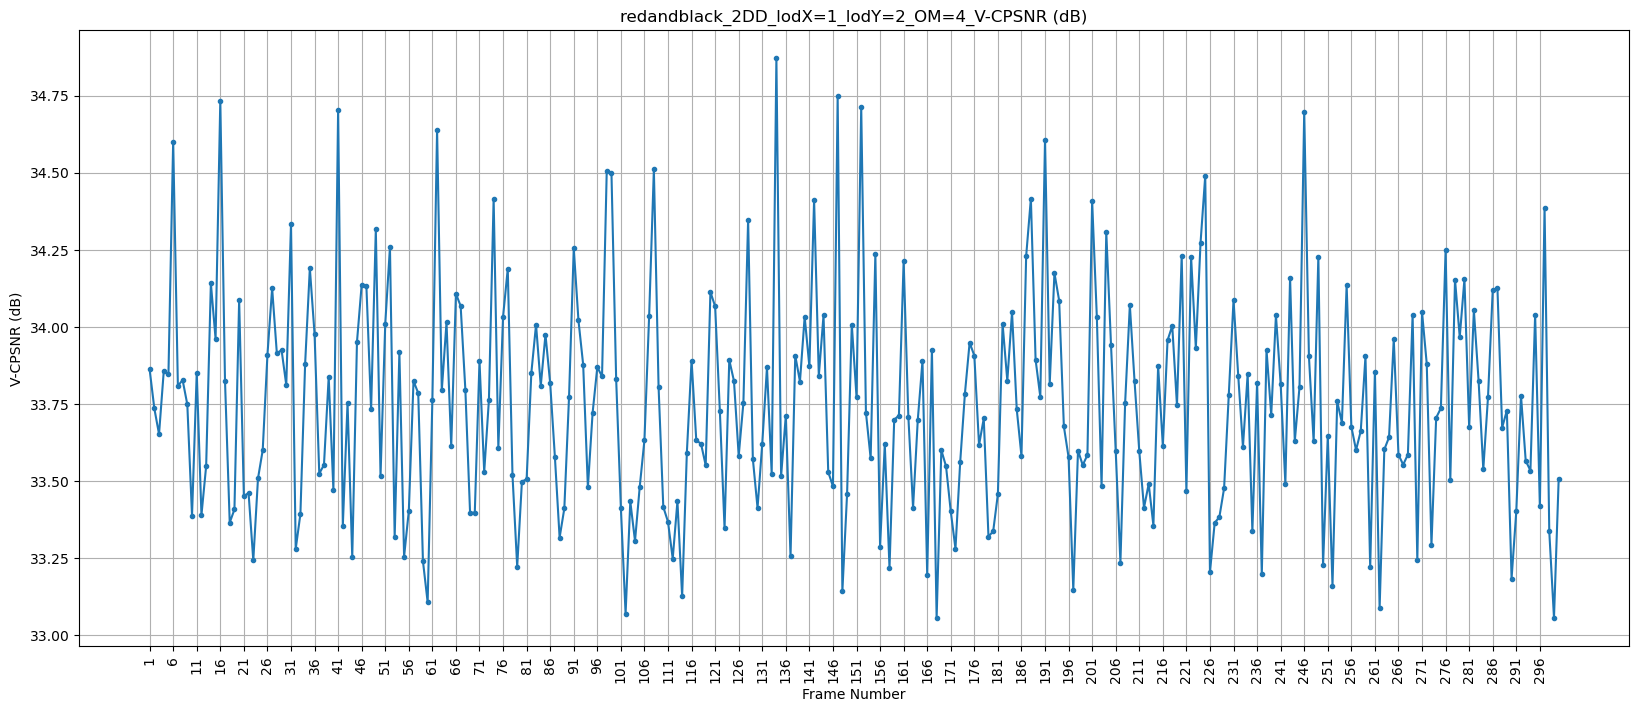 redandblack_2DD_lodX=1_lodY=2_OM=4_V-CPSNR (dB)
V-CPSNR (dB)
34.75
34.50
34.25
34.00
33.75
33.50
33.25
33.00
1 6 11 16 21 26 31 36 41 46 51 56 61 66 71 76 81 86 91 96 101 106 111 116 121 126 131 136 141 146 151 156 161 166 171 176 181 186 191 196 201 206 211 216 221 226 231 236 241 246 251 256 261 266 271 276 281 286 291 296
Frame Number